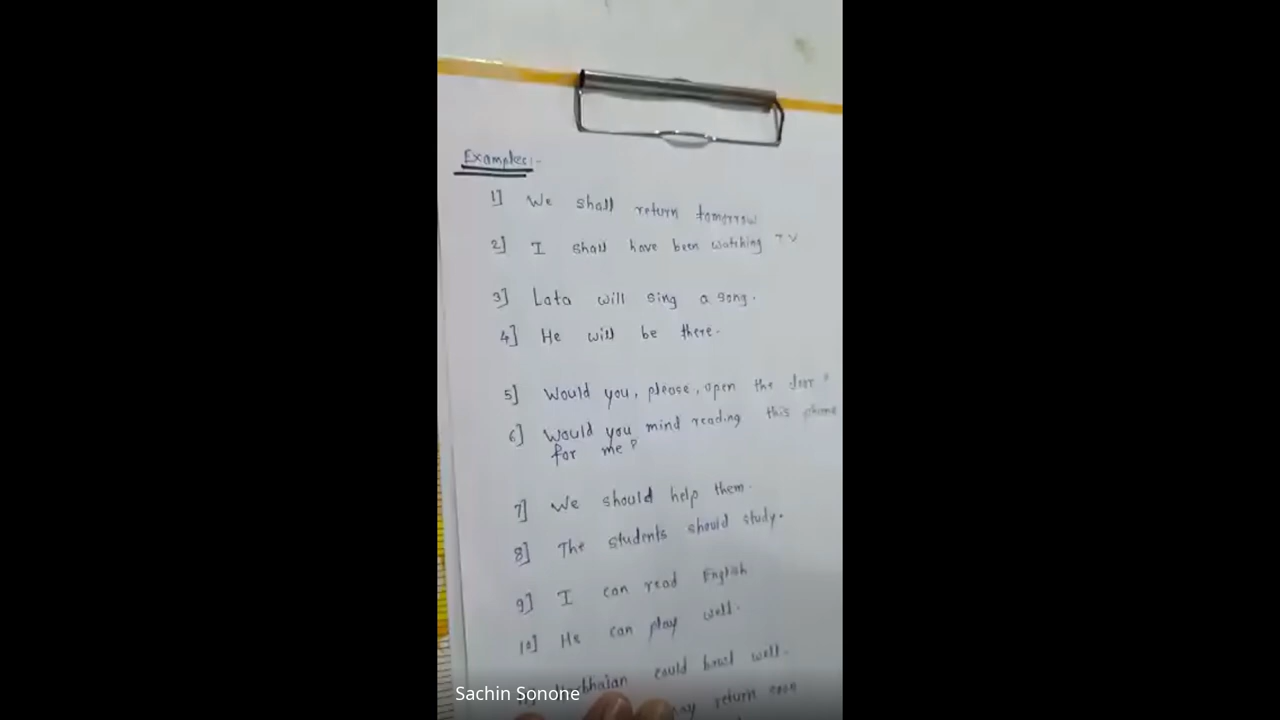 Examples:-
1] We shall return tomorrow
2] I shall have been watching TV
3] Lata will sing a song.
4] He will be there.
5] Would you, please, open the door?
6] Would you mind reading this
for me?
7] We should help them.
8] The students should study.
9] I can read English
10] He can play well.
could bowl well.
return soon
Sachin Sonone